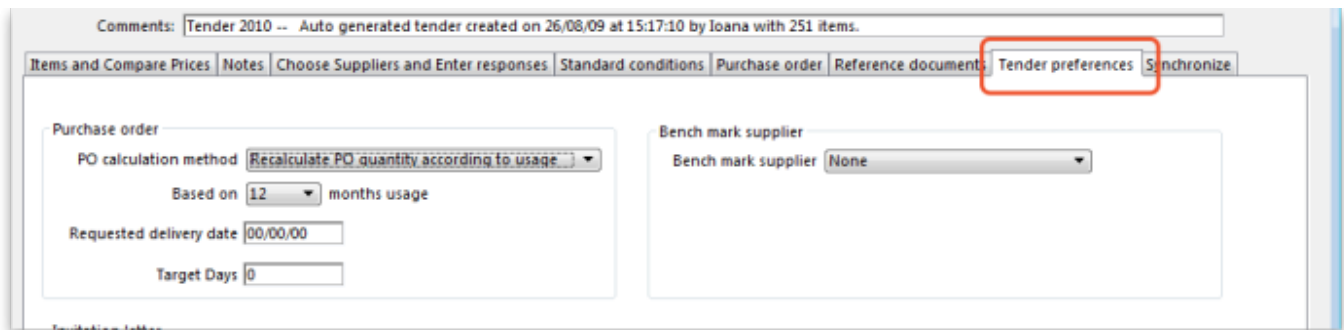 Comments: Tender 2010 -- Auto generated tender created on 26/08/09 at 15:17:10 by Ioana with 251 items.
Items and Compare Prices Notes Choose Suppliers and Enter responses Standard conditions Purchase order Reference documents Tender preferences Synchronize
Purchase order
PO calculation method Recalculate PO quantity according to usage
Based on 12 months usage
Requested delivery date 00/00/00
Target Days 0
Bench mark supplier
Bench mark supplier None
Invitation letter